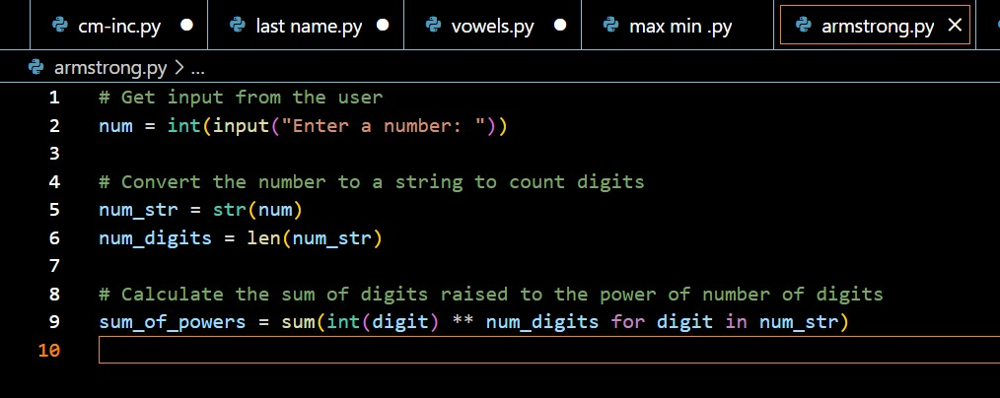 cm-inc.py last name.py vowels.py max min .py armstrong.py
armstrong.py > ...
1 # Get input from the user
2 num = int(input("Enter a number: "))
3
4 # Convert the number to a string to count digits
5 num_str = str(num)
6 num_digits = len(num_str)
7
8 # Calculate the sum of digits raised to the power of number of digits
9 sum_of_powers = sum(int(digit) ** num_digits for digit in num_str)
10